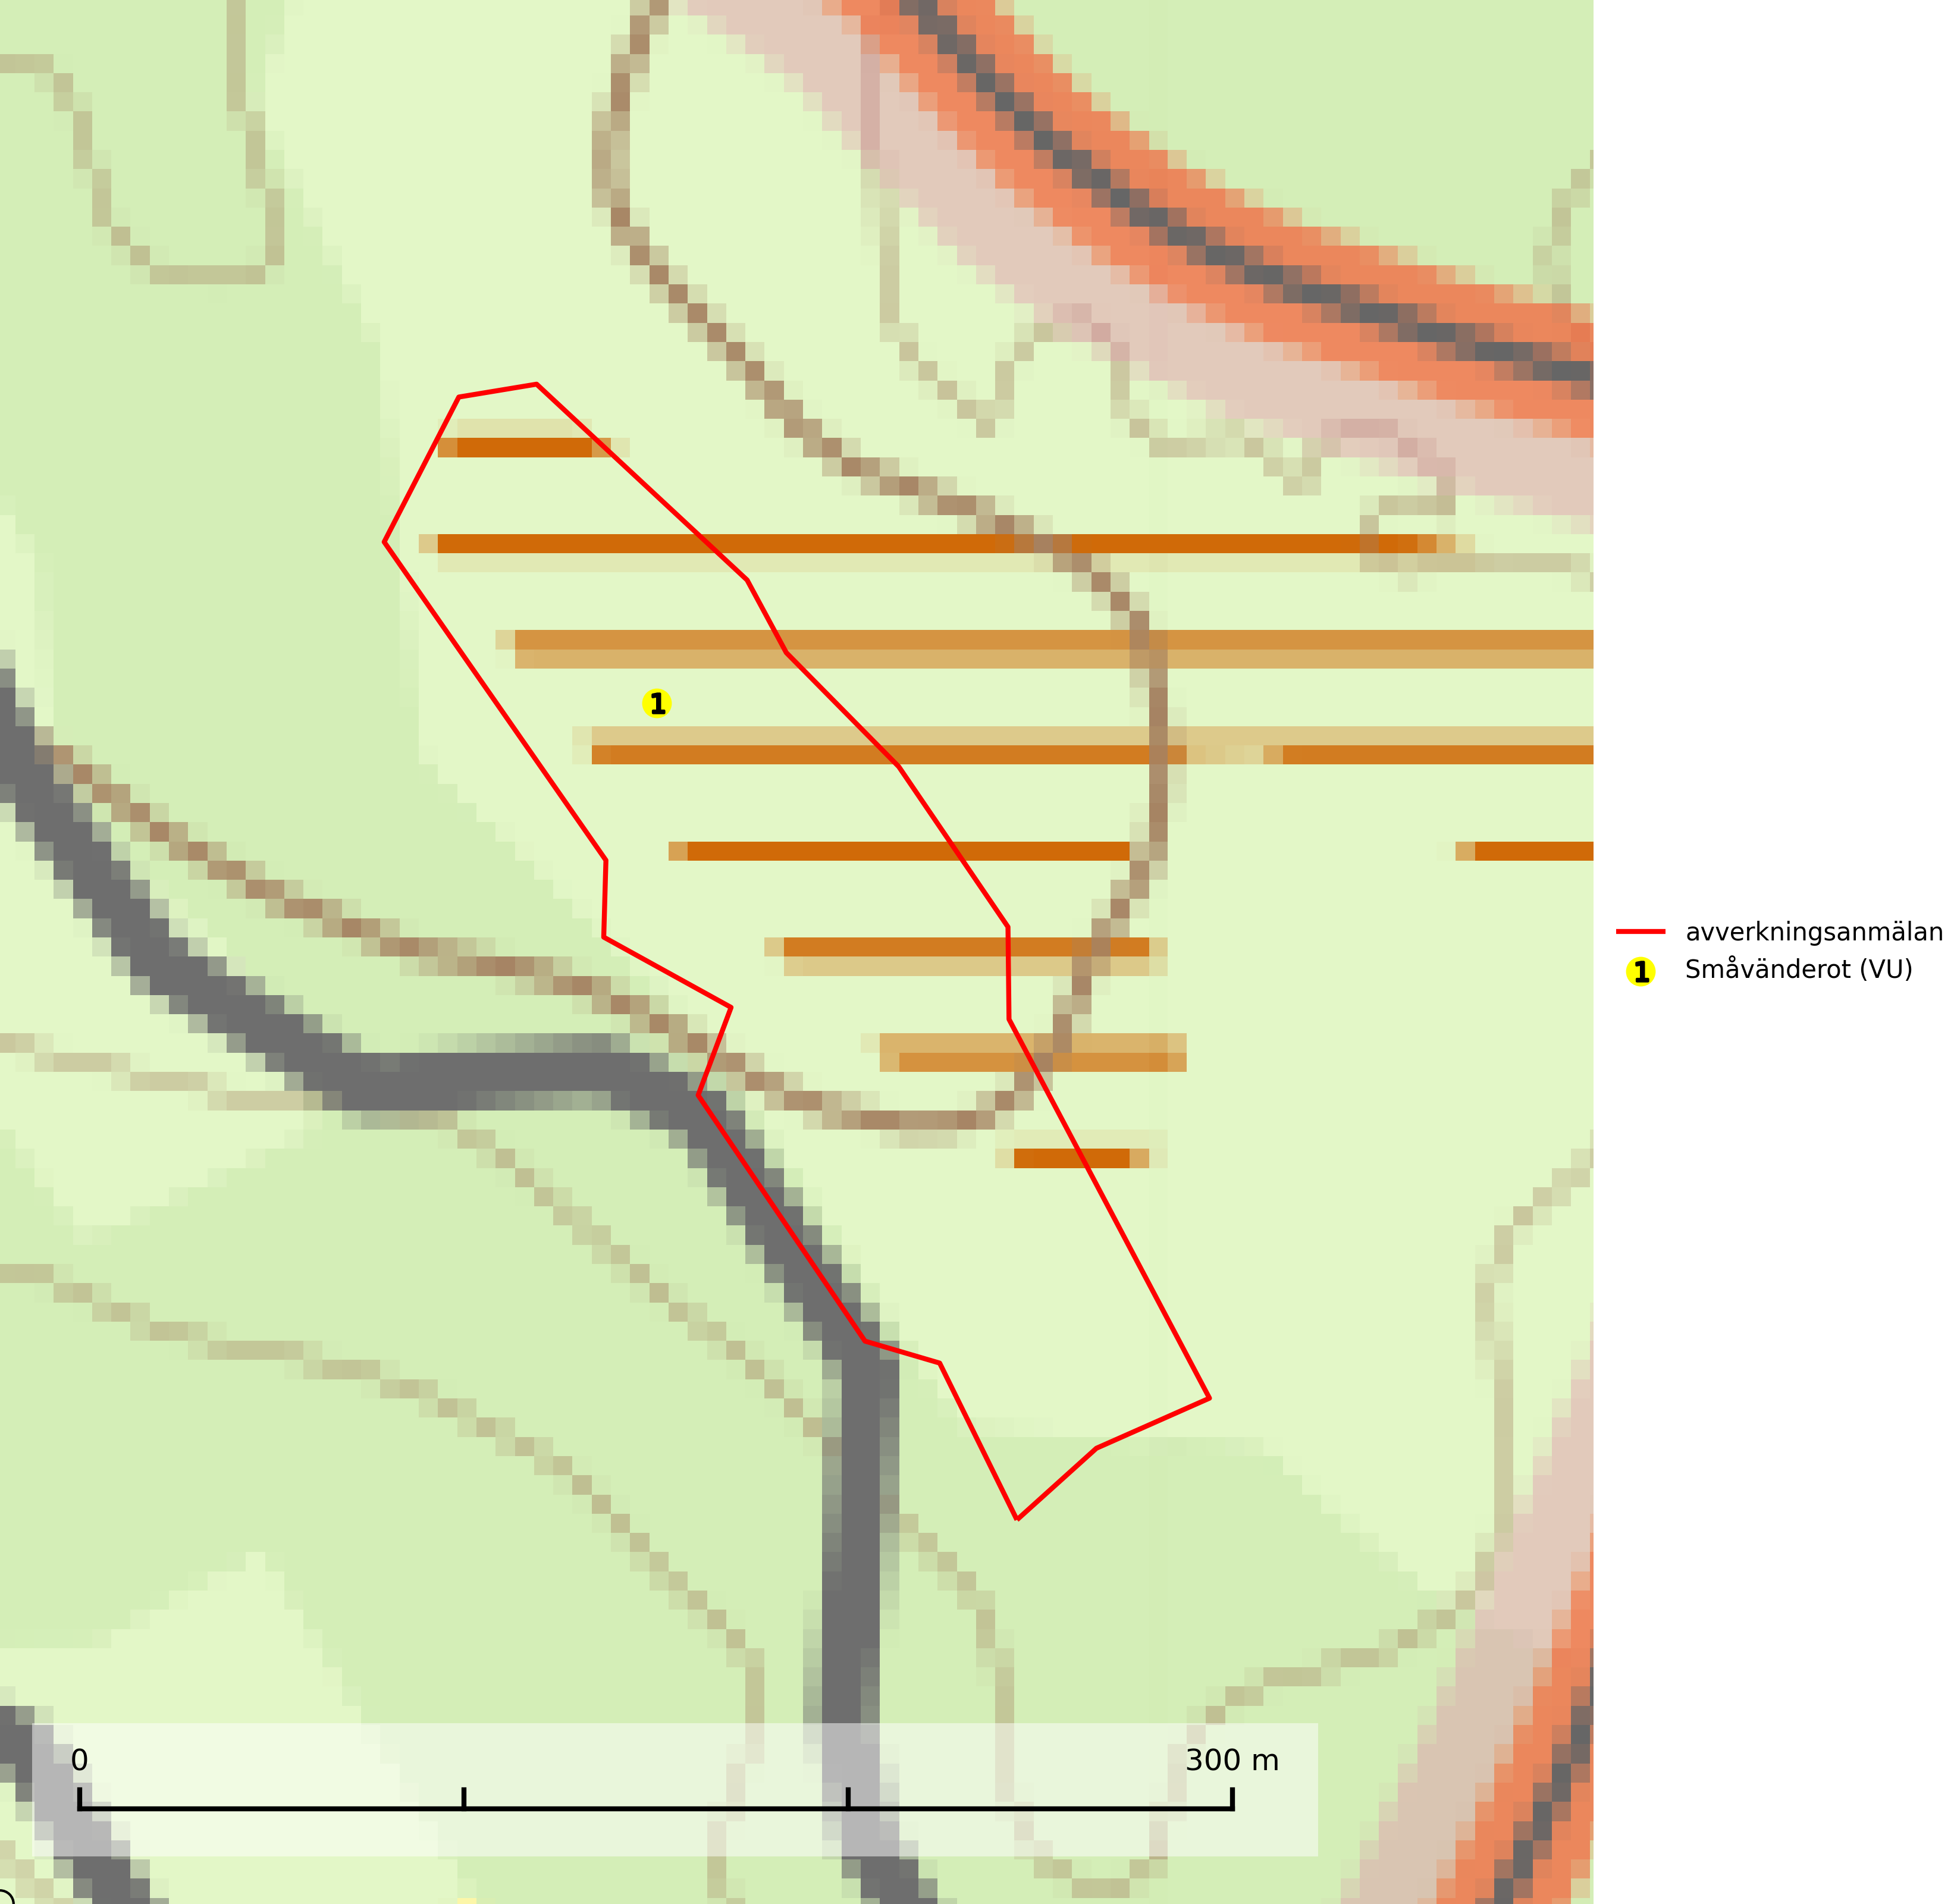 1
avverkningsanmälan
1 Småvänderot (VU)
0 300 m